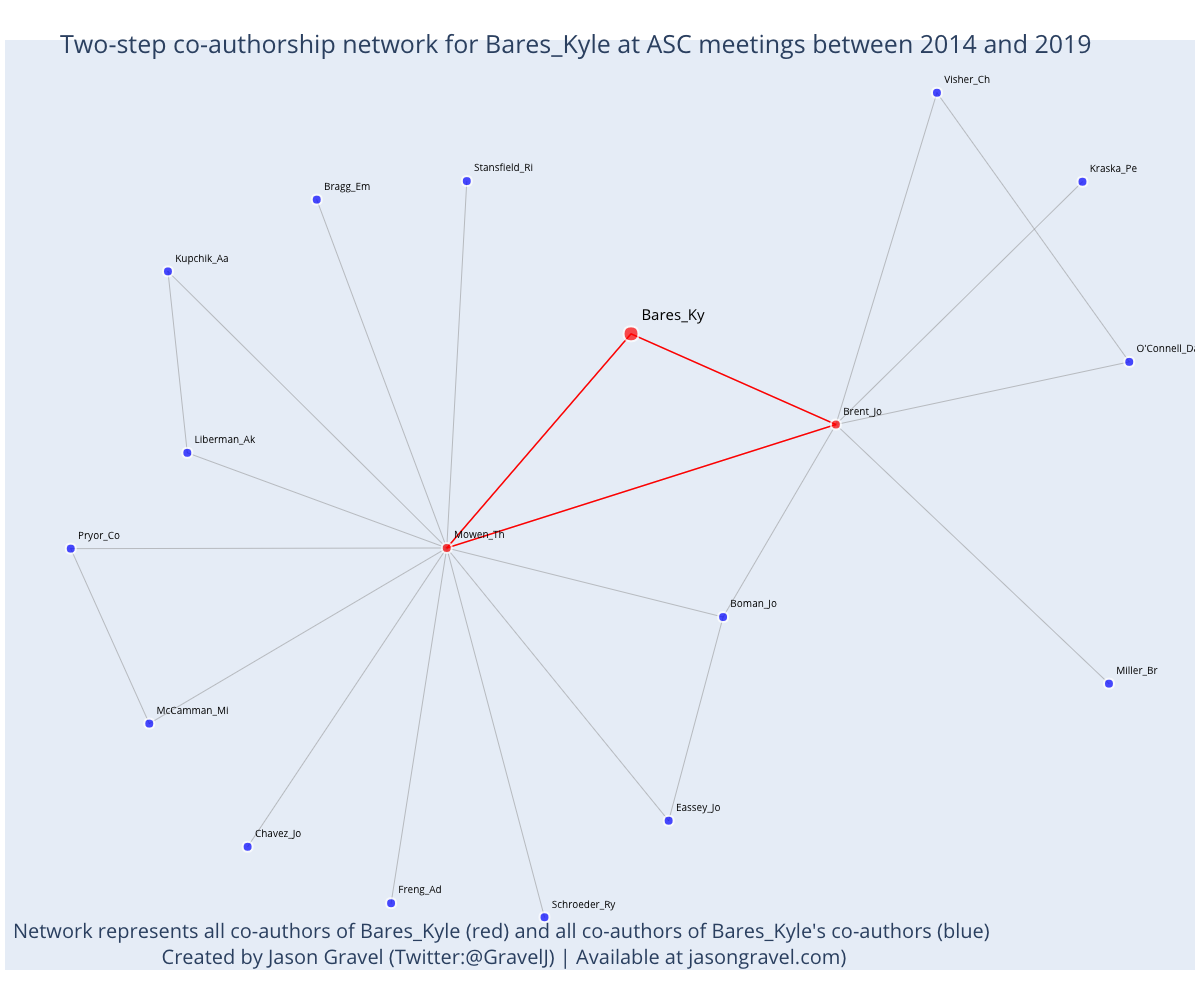 Two-step co-authorship network for Bares_Kyle at ASC meetings between 2014 and 2019
Visher_Ch
Stansfield_Ri
Kraska_Pe
Bragg_Em
Kupchik_Aa
Bares_Ky
O'Connell_Da
Brent_Jo
Liberman_Ak
Pryor_Co
Mowen_Th
Boman_Jo
Miller_Br
McCamman_Mi
Eassey_Jo
Chavez_Jo
Freng_Ad
Schroeder_Ry
Network represents all co-authors of Bares_Kyle (red) and all co-authors of Bares_Kyle's co-authors (blue)
Created by Jason Gravel (Twitter:@GravelJ) | Available at jasongravel.com)